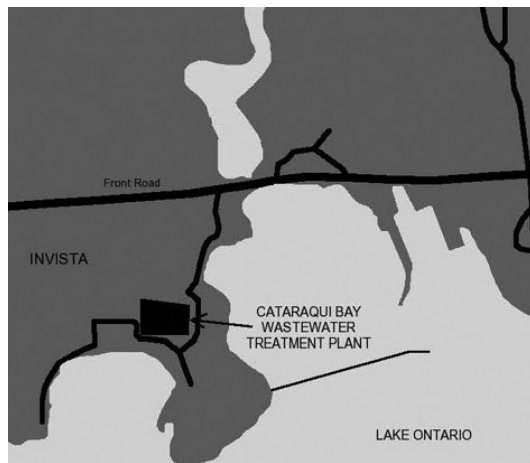 Front Road
INVISTA
CATARAQUI BAY
WASTEWATER
TREATMENT PLANT
LAKE ONTARIO